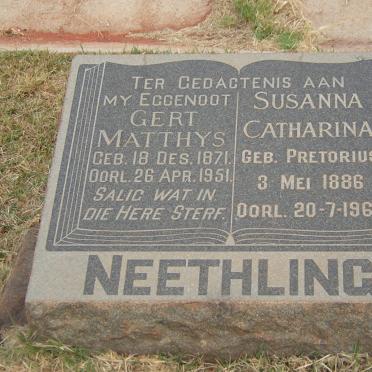 TER GEDACTENIS AAN
MY EGGENOOT
GERT
MATTHYS
GEB. 18 DES. 1871.
OORL. 26 APR. 1951.
SALIG WAT IN
DIE HERE STERF.
SUSANNA
CATHARINA
GEB. PRETORIUS
3 MEI 1886
OORL. 20-7-196
NEETHLING